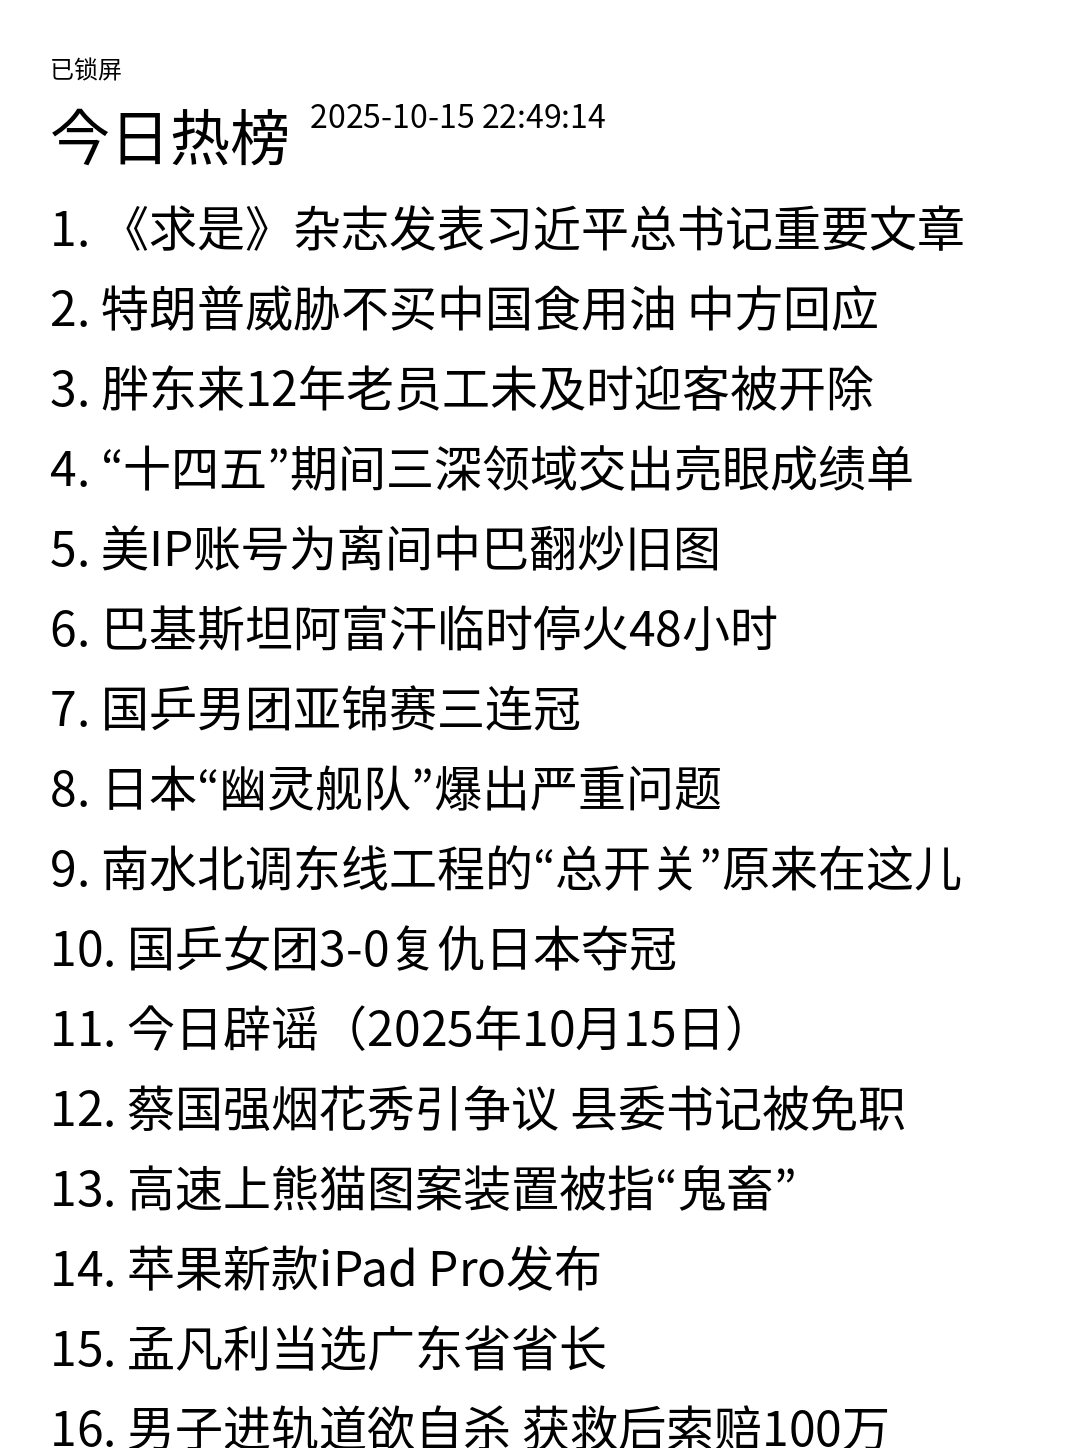 已锁屏
今日热榜 2025-10-15 22:49:14
1. 《求是》杂志发表习近平总书记重要文章
2. 特朗普威胁不买中国食用油 中方回应
3. 胖东来12年老员工未及时迎客被开除
4. “十四五”期间三深领域交出亮眼成绩单
5. 美IP账号为离间中巴翻炒旧图
6. 巴基斯坦阿富汗临时停火48小时
7. 国乒男团亚锦赛三连冠
8. 日本“幽灵舰队”爆出严重问题
9. 南水北调东线工程的“总开关”原来在这儿
10. 国乒女团3-0复仇日本夺冠
11. 今日辟谣（2025年10月15日）
12. 蔡国强烟花秀引争议 县委书记被免职
13. 高速上熊猫图案装置被指“鬼畜”
14. 苹果新款iPad Pro发布
15. 孟凡利当选广东省省长
16. 男子进轨道欲自杀 获救后索赔100万